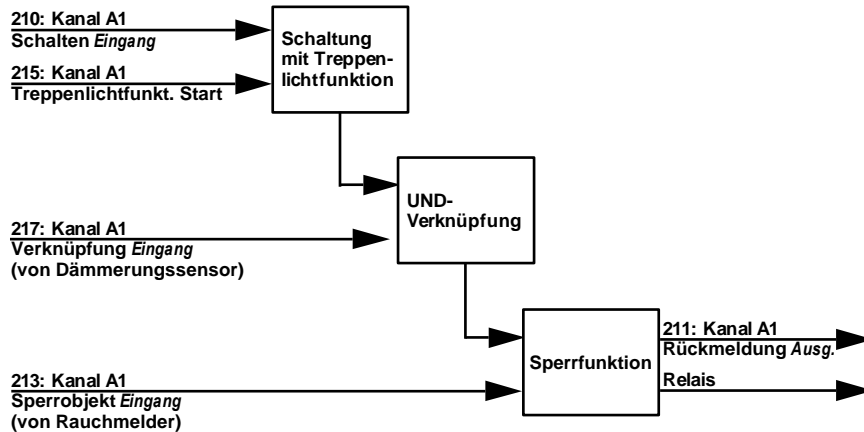 210: Kanal A1
Schalten Eingang
215: Kanal A1
Treppenlichtfunkt. Start
Schaltung
mit Treppen-
lichtfunktion
UND-
Verknüpfung
217: Kanal A1
Verknüpfung Eingang
(von Dämmerungssensor)
Sperrfunktion
211: Kanal A1
Rückmeldung Ausg.
Relais
213: Kanal A1
Sperrobjekt Eingang
(von Rauchmelder)